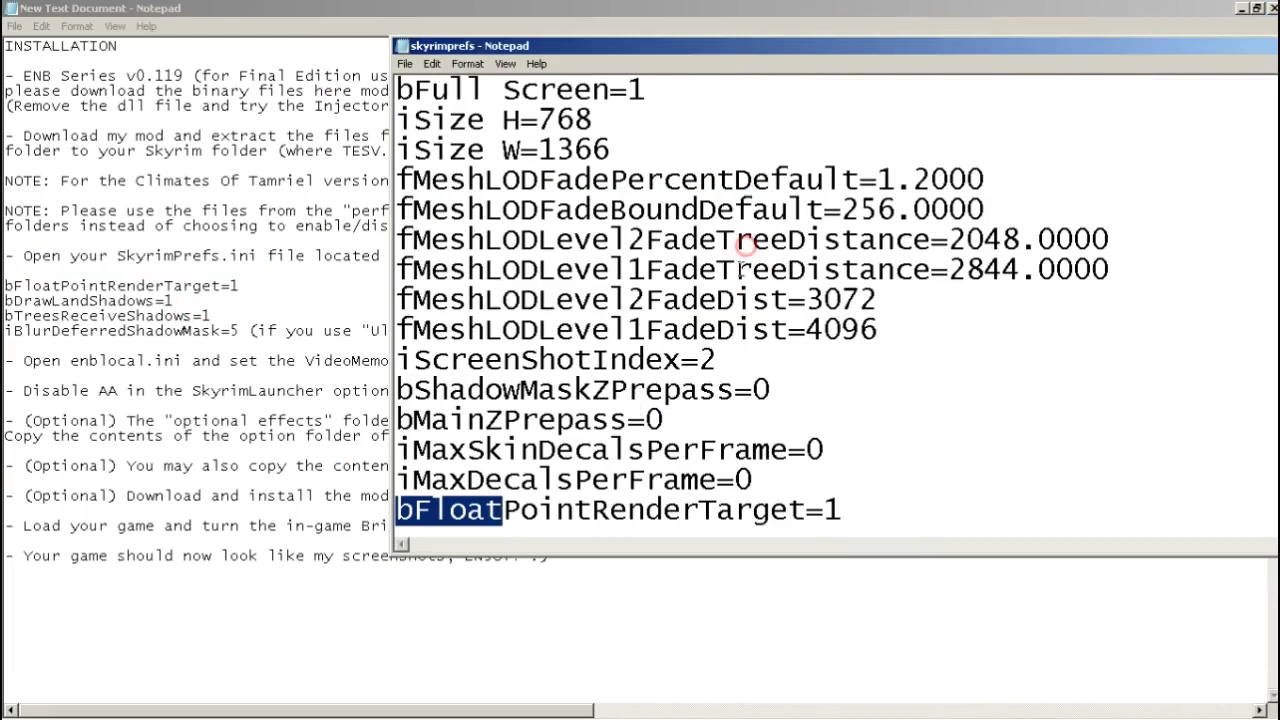 New Text Document - Notepad
File Edit Format View Help
INSTALLATION
- ENB Series v0.119 (for Final Edition us
please download the binary files here mod
(Remove the dll file and try the Injector
- Download my mod and extract the files f
folder to your Skyrim folder (where TESV.
NOTE: For the Climates Of Tamriel version
NOTE: Please use the files from the "perf
folders instead of choosing to enable/dis
- Open your SkyrimPrefs.ini file located
bFloatPointRenderTarget=1
bDrawLandShadows=1
bTreesReceiveShadows=1
iBlurDeferredShadowMask=5 (if you use "Ul
- Open enblocal.ini and set the VideoMemo
- Disable AA in the SkyrimLauncher option
- (Optional) The "optional effects" folde
Copy the contents of the option folder of
- (Optional) You may also copy the conten
- (Optional) Download and install the mod
- Load your game and turn the in-game Bri
- Your game should now look like my screenshots, ENJOY! :)
skyrimprefs - Notepad
File Edit Format View Help
bFull Screen=1
iSize H=768
iSize W=1366
fMeshLODFadePercentDefault=1.2000
fMeshLODFadeBoundDefault=256.0000
fMeshLODLevel2FadeTreeDistance=2048.0000
fMeshLODLevel1FadeTreeDistance=2844.0000
fMeshLODLevel2FadeDist=3072
fMeshLODLevel1FadeDist=4096
iScreenShotIndex=2
bShadowMaskZPrepass=0
bMainZPrepass=0
iMaxSkinDecalsPerFrame=0
iMaxDecalsPerFrame=0
bFloatPointRenderTarget=1